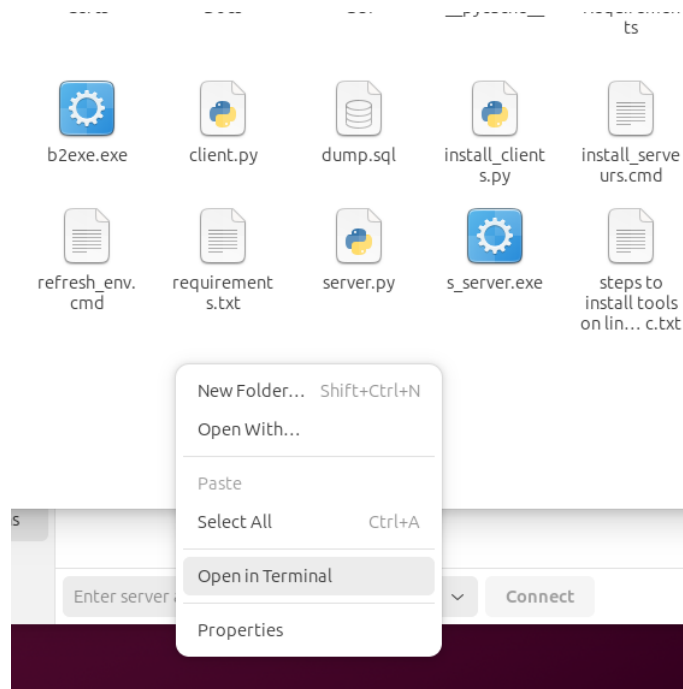 __pycache__
ts
b2exe.exe
client.py
dump.sql
install_client
s.py
install_serve
urs.cmd
refresh_env.
cmd
requirement
s.txt
server.py
s_server.exe
steps to
install tools
on lin… c.txt
New Folder… Shift+Ctrl+N
Open With…
Paste
Select All Ctrl+A
Open in Terminal
Properties
s
Enter server
Connect